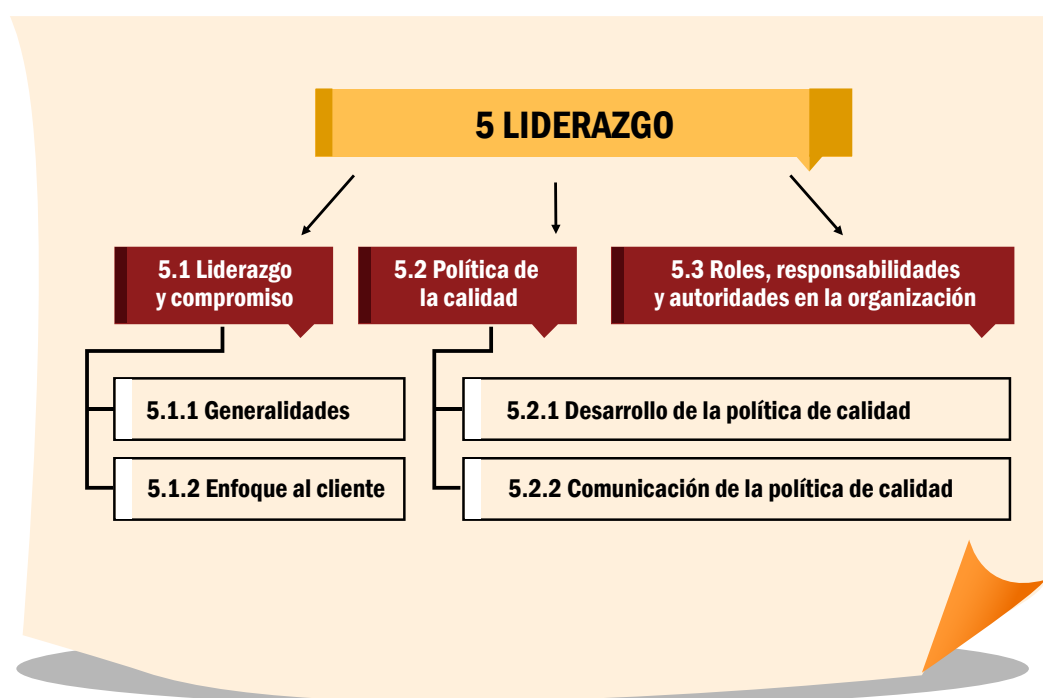 5 LIDERAZGO
5.1 Liderazgo
y compromiso
5.2 Política de
la calidad
5.3 Roles, responsabilidades
y autoridades en la organización
5.1.1 Generalidades
5.1.2 Enfoque al cliente
5.2.1 Desarrollo de la política de calidad
5.2.2 Comunicación de la política de calidad